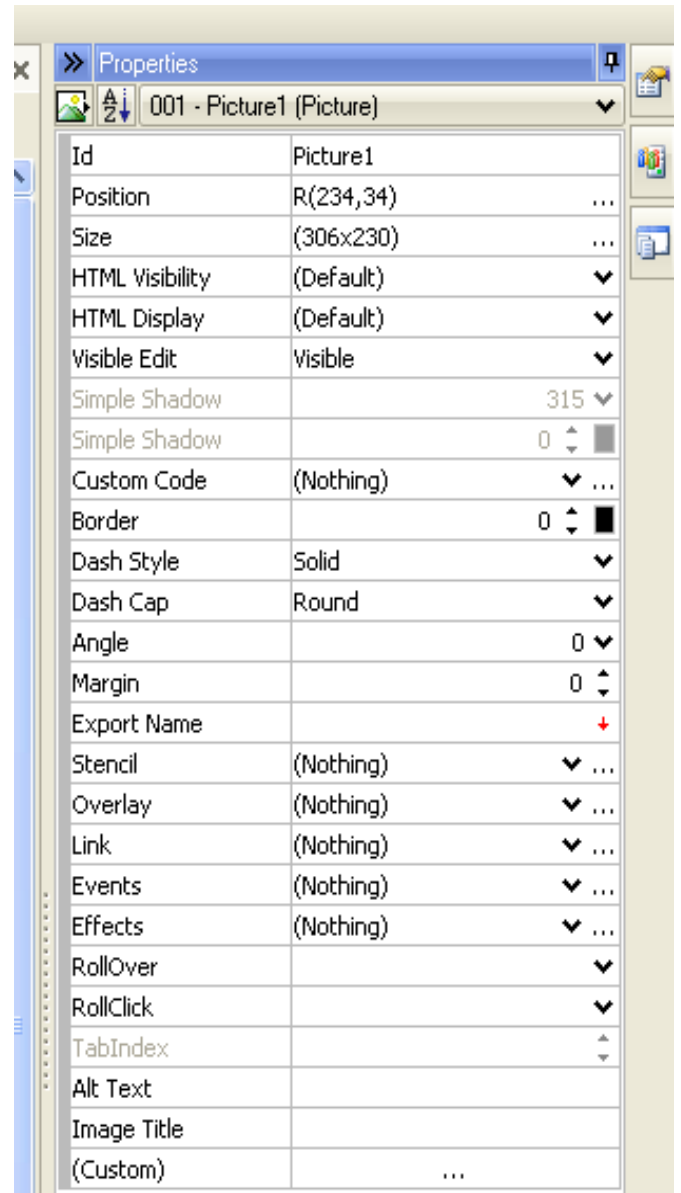 Properties
001 - Picture1 (Picture)
Id Picture1
Position R(234,34) ...
Size (306x230) ...
HTML Visibility (Default)
HTML Display (Default)
Visible Edit Visible
Simple Shadow 315
Simple Shadow 0
Custom Code (Nothing) ...
Border 0
Dash Style Solid
Dash Cap Round
Angle 0
Margin 0
Export Name
Stencil (Nothing) ...
Overlay (Nothing) ...
Link (Nothing) ...
Events (Nothing) ...
Effects (Nothing) ...
RollOver
RollClick
TabIndex
Alt Text
Image Title
(Custom) ...